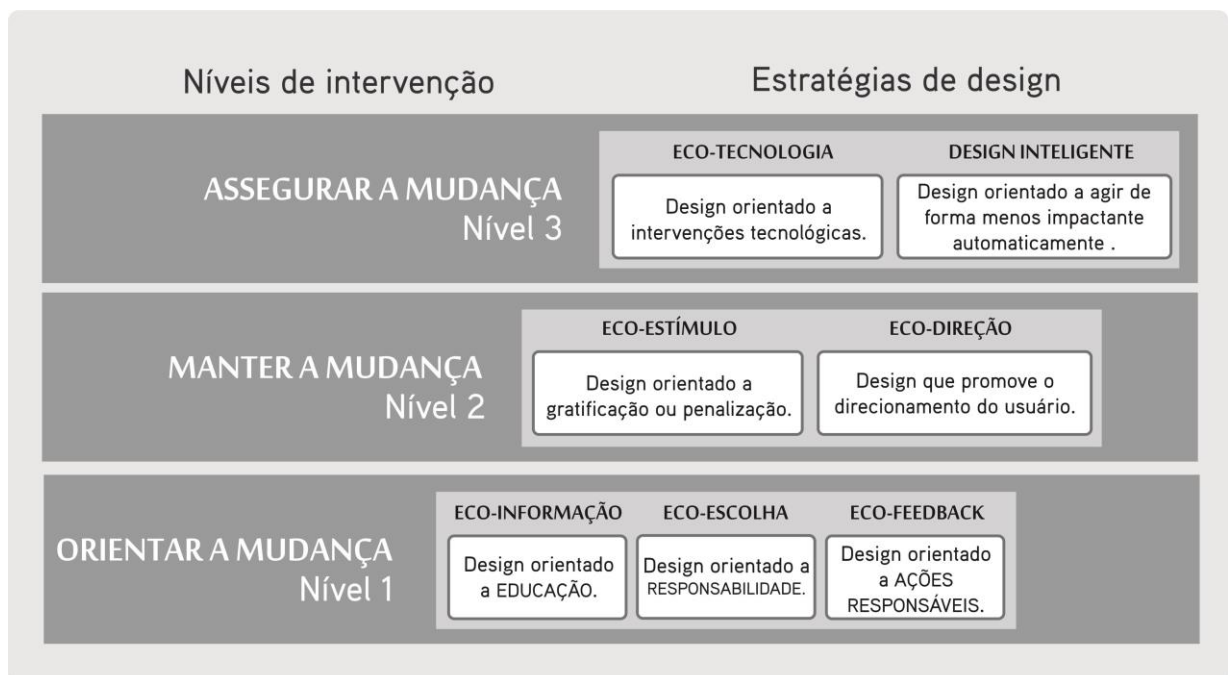 Níveis de intervenção
Estratégias de design
ASSEGURAR A MUDANÇA
Nível 3
ECO-TECNOLOGIA
Design orientado a
intervenções tecnológicas.
DESIGN INTELIGENTE
Design orientado a agir de
forma menos impactante
automaticamente .
MANTER A MUDANÇA
Nível 2
ECO-ESTÍMULO
Design orientado a
gratificação ou penalização.
ECO-DIREÇÃO
Design que promove o
direcionamento do usuário.
ORIENTAR A MUDANÇA
Nível 1
ECO-INFORMAÇÃO
Design orientado
a EDUCAÇÃO.
ECO-ESCOLHA
Design orientado a
RESPONSABILIDADE.
ECO-FEEDBACK
Design orientado
a AÇÕES
RESPONSÁVEIS.